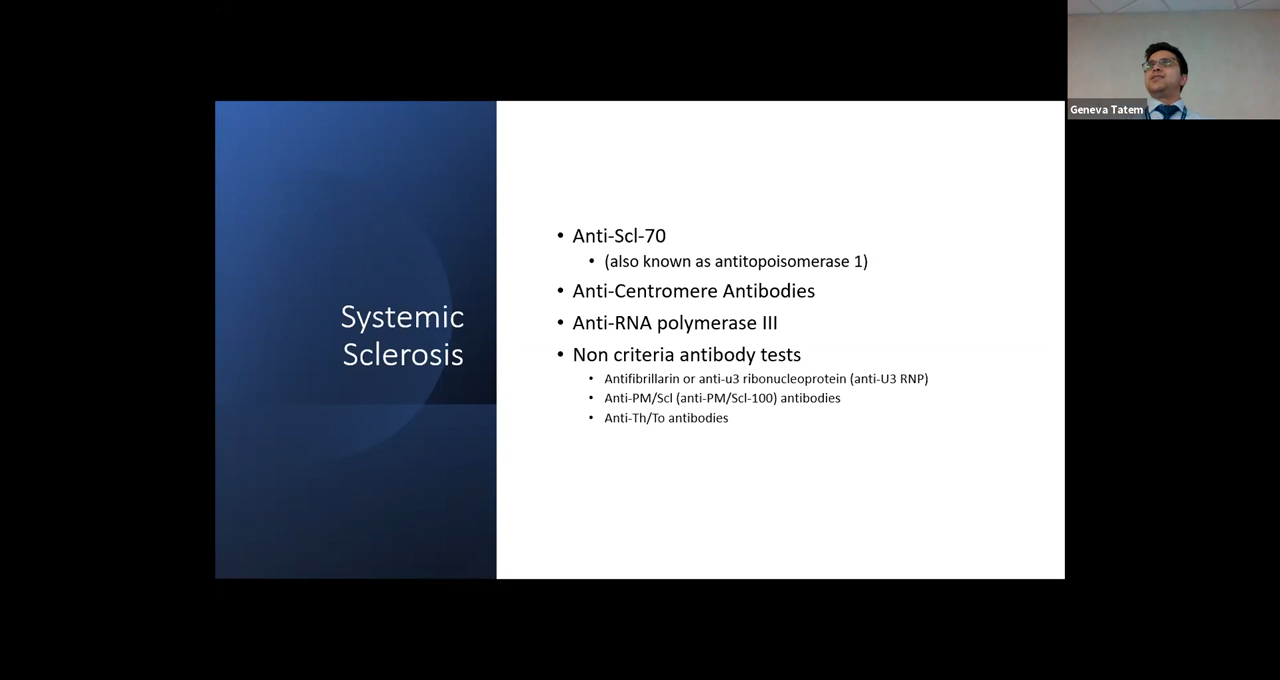 Geneva Tatem
Systemic
Sclerosis
• Anti-Scl-70
• (also known as antitopoisomerase 1)
• Anti-Centromere Antibodies
• Anti-RNA polymerase III
• Non criteria antibody tests
• Antifibrillarin or anti-u3 ribonucleoprotein (anti-U3 RNP)
• Anti-PM/Scl (anti-PM/Scl-100) antibodies
• Anti-Th/To antibodies